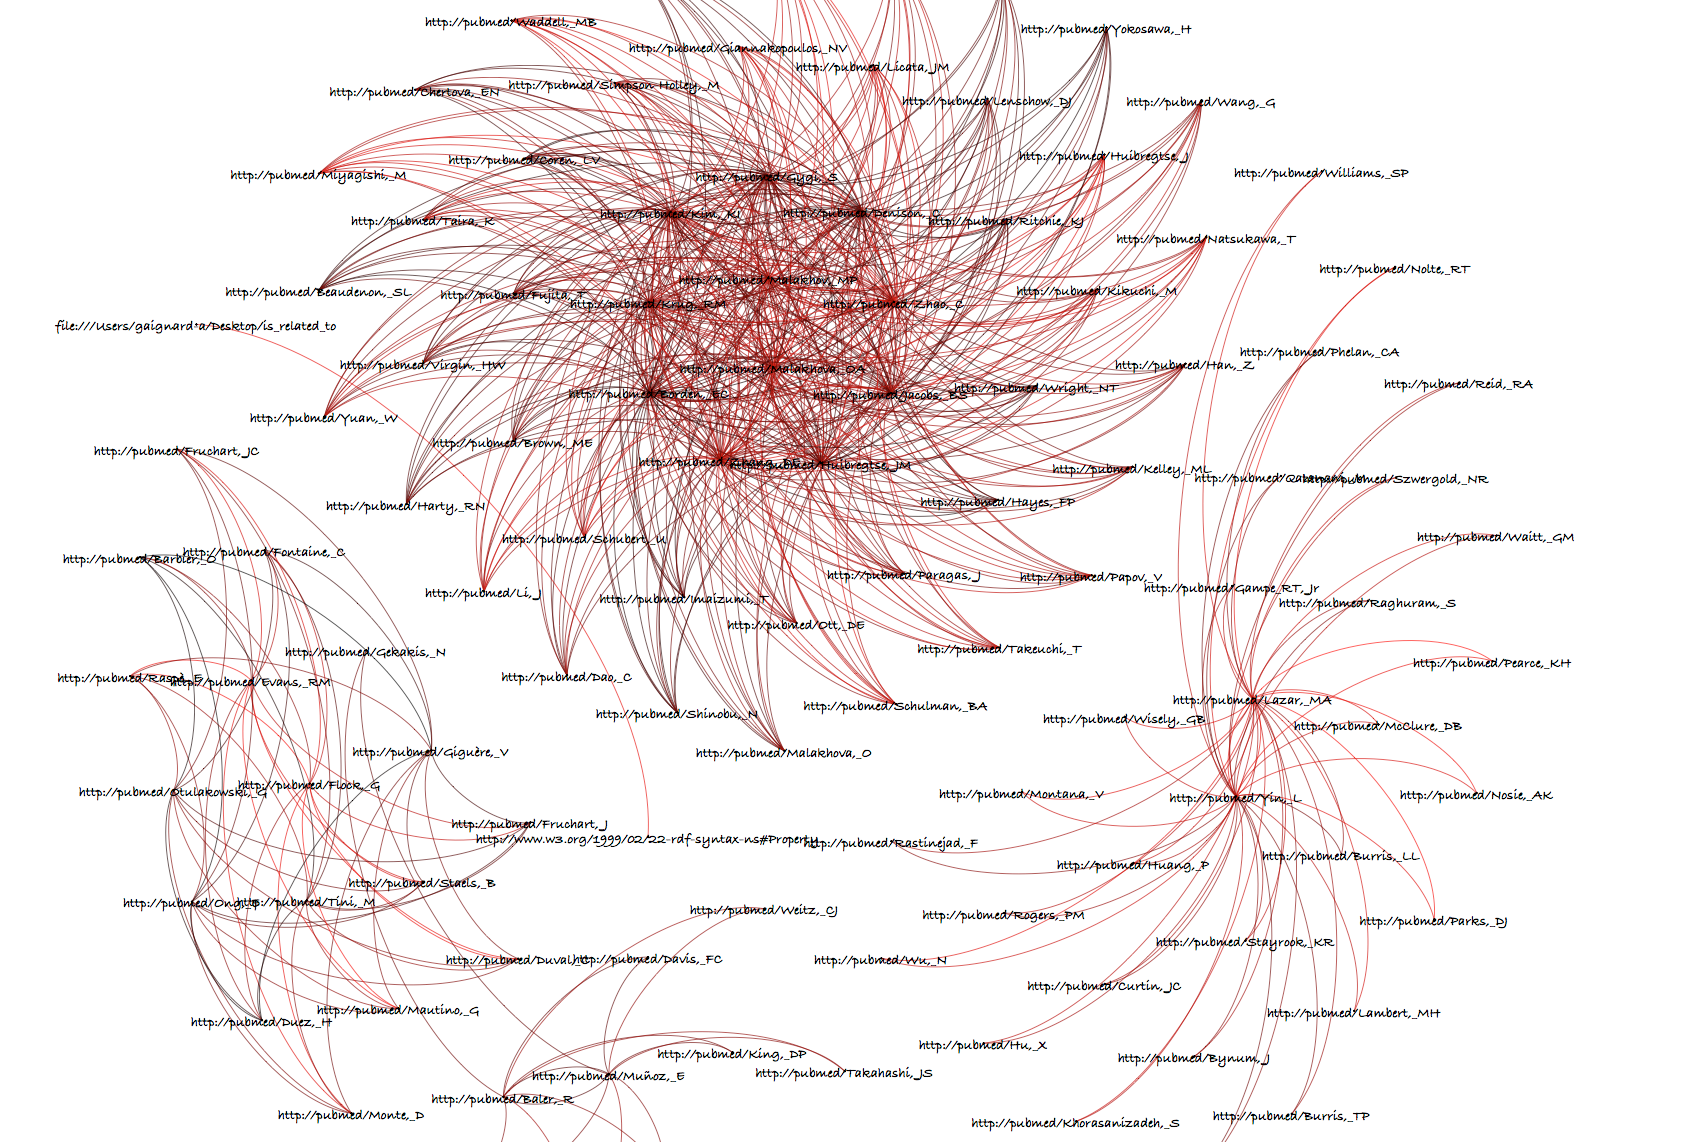 http://pubmed/Waddell,_MB
http://pubmed/Yokosawa,_H
http://pubmed/Giannakopoulos,_NV
http://pubmed/Licata,_JM
http://pubmed/Simpson-Holley,_M
http://pubmed/Chertova,_EN
http://pubmed/Lenschow,_DJ
http://pubmed/Wang,_G
http://pubmed/Huibregtse,_J
http://pubmed/Coren,_LV
http://pubmed/Williams,_SP
http://pubmed/Miyagishi,_M
http://pubmed/Gygi,_S
http://pubmed/Kim,_KI
http://pubmed/Denison,_C
http://pubmed/Taira,_K
http://pubmed/Ritchie,_KJ
http://pubmed/Natsukawa,_T
http://pubmed/Nolte,_RT
http://pubmed/Malakhov,_MP
http://pubmed/Beaudenon,_SL
http://pubmed/Fujita,_T
http://pubmed/Kikuchi,_M
http://pubmed/Krug,_RM
http://pubmed/Zhao,_C
file:///Users/gaignard*a/Desktop/is_related_to
http://pubmed/Phelan,_CA
http://pubmed/Virgin,_HW
http://pubmed/Malakhova,_OA
http://pubmed/Han,_Z
http://pubmed/Reid,_RA
http://pubmed/Borden,_EC
http://pubmed/Jacobs,_BS
http://pubmed/Wright,_NT
http://pubmed/Yuan,_W
http://pubmed/Brown,_ME
http://pubmed/Fruchart,_JC
http://pubmed/Zhang,_DE
http://pubmed/Huibregtse,_JM
http://pubmed/Kelley,_ML
http://pubmed/Szwergold,_NR
http://pubmed/Harty,_RN
http://pubmed/Hayes,_FP
http://pubmed/Schubert,_U
http://pubmed/Waitt,_GM
http://pubmed/Barbier,_O
http://pubmed/Fontaine,_C
http://pubmed/Paragas,_J
http://pubmed/Papov,_V
http://pubmed/Gampe_RT,_Jr
http://pubmed/Li,_J
http://pubmed/Imaizumi,_T
http://pubmed/Raghuram,_S
http://pubmed/Ott,_DE
http://pubmed/Gekakis,_N
http://pubmed/Takeuchi,_T
http://pubmed/Pearce,_KH
http://pubmed/Raspè,_E
http://pubmed/Evans,_RM
http://pubmed/Dao,_C
http://pubmed/Lazar,_MA
http://pubmed/Schulman,_BA
http://pubmed/Shinobu,_N
http://pubmed/Wisely,_GB
http://pubmed/McClure,_DB
http://pubmed/Giguère,_V
http://pubmed/Malakhova,_O
http://pubmed/Otulakowski,_G
http://pubmed/Flock,_G
http://pubmed/Montana,_V
http://pubmed/Yin,_L
http://pubmed/Nosie,_AK
http://pubmed/Fruchart,_J
http://www.w3.org/1999/02/22-rdf-syntax-ns#Property
http://pubmed/Rastinejad,_F
http://pubmed/Huang,_P
http://pubmed/Burris,_LL
http://pubmed/Staels,_B
http://pubmed/Tini,_M
http://pubmed/Weitz,_CJ
http://pubmed/Rogers,_PM
http://pubmed/Parks,_DJ
http://pubmed/Stayrook,_KR
http://pubmed/Davis,_FC
http://pubmed/Wu,_N
http://pubmed/Curtin,_JC
http://pubmed/Mautino,_G
http://pubmed/Lambert,_MH
http://pubmed/Duez,_H
http://pubmed/Hu,_X
http://pubmed/King,_DP
http://pubmed/Bynum,_J
http://pubmed/Takahashi,_JS
http://pubmed/Muñoz,_E
http://pubmed/Baler,_R
http://pubmed/Monte,_D
http://pubmed/Burris,_TP
http://pubmed/Khorasanizadeh,_S